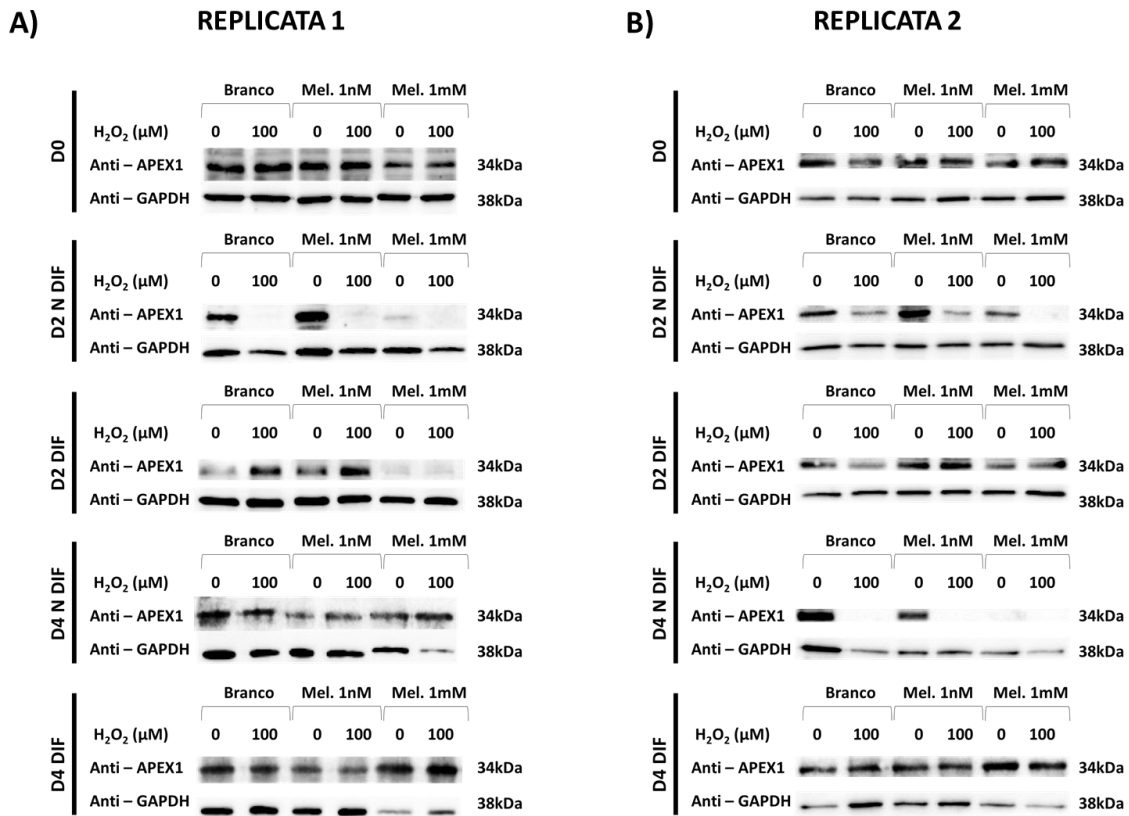 A) REPLICATA 1
D0
Branco Mel. 1nM Mel. 1mM
H₂O₂ (µM) 0 100 0 100 0 100
Anti – APEX1 34kDa
Anti – GAPDH 38kDa
D2 N DIF
Branco Mel. 1nM Mel. 1mM
H₂O₂ (µM) 0 100 0 100 0 100
Anti – APEX1 34kDa
Anti – GAPDH 38kDa
D2 DIF
Branco Mel. 1nM Mel. 1mM
H₂O₂ (µM) 0 100 0 100 0 100
Anti – APEX1 34kDa
Anti – GAPDH 38kDa
D4 N DIF
Branco Mel. 1nM Mel. 1mM
H₂O₂ (µM) 0 100 0 100 0 100
Anti – APEX1 34kDa
Anti – GAPDH 38kDa
D4 DIF
Branco Mel. 1nM Mel. 1mM
H₂O₂ (µM) 0 100 0 100 0 100
Anti – APEX1 34kDa
Anti – GAPDH 38kDa
B) REPLICATA 2
D0
Branco Mel. 1nM Mel. 1mM
H₂O₂ (µM) 0 100 0 100 0 100
Anti – APEX1 34kDa
Anti – GAPDH 38kDa
D2 N DIF
Branco Mel. 1nM Mel. 1mM
H₂O₂ (µM) 0 100 0 100 0 100
Anti – APEX1 34kDa
Anti – GAPDH 38kDa
D2 DIF
Branco Mel. 1nM Mel. 1mM
H₂O₂ (µM) 0 100 0 100 0 100
Anti – APEX1 34kDa
Anti – GAPDH 38kDa
D4 N DIF
Branco Mel. 1nM Mel. 1mM
H₂O₂ (µM) 0 100 0 100 0 100
Anti – APEX1 34kDa
Anti – GAPDH 38kDa
D4 DIF
Branco Mel. 1nM Mel. 1mM
H₂O₂ (µM) 0 100 0 100 0 100
Anti – APEX1 34kDa
Anti – GAPDH 38kDa